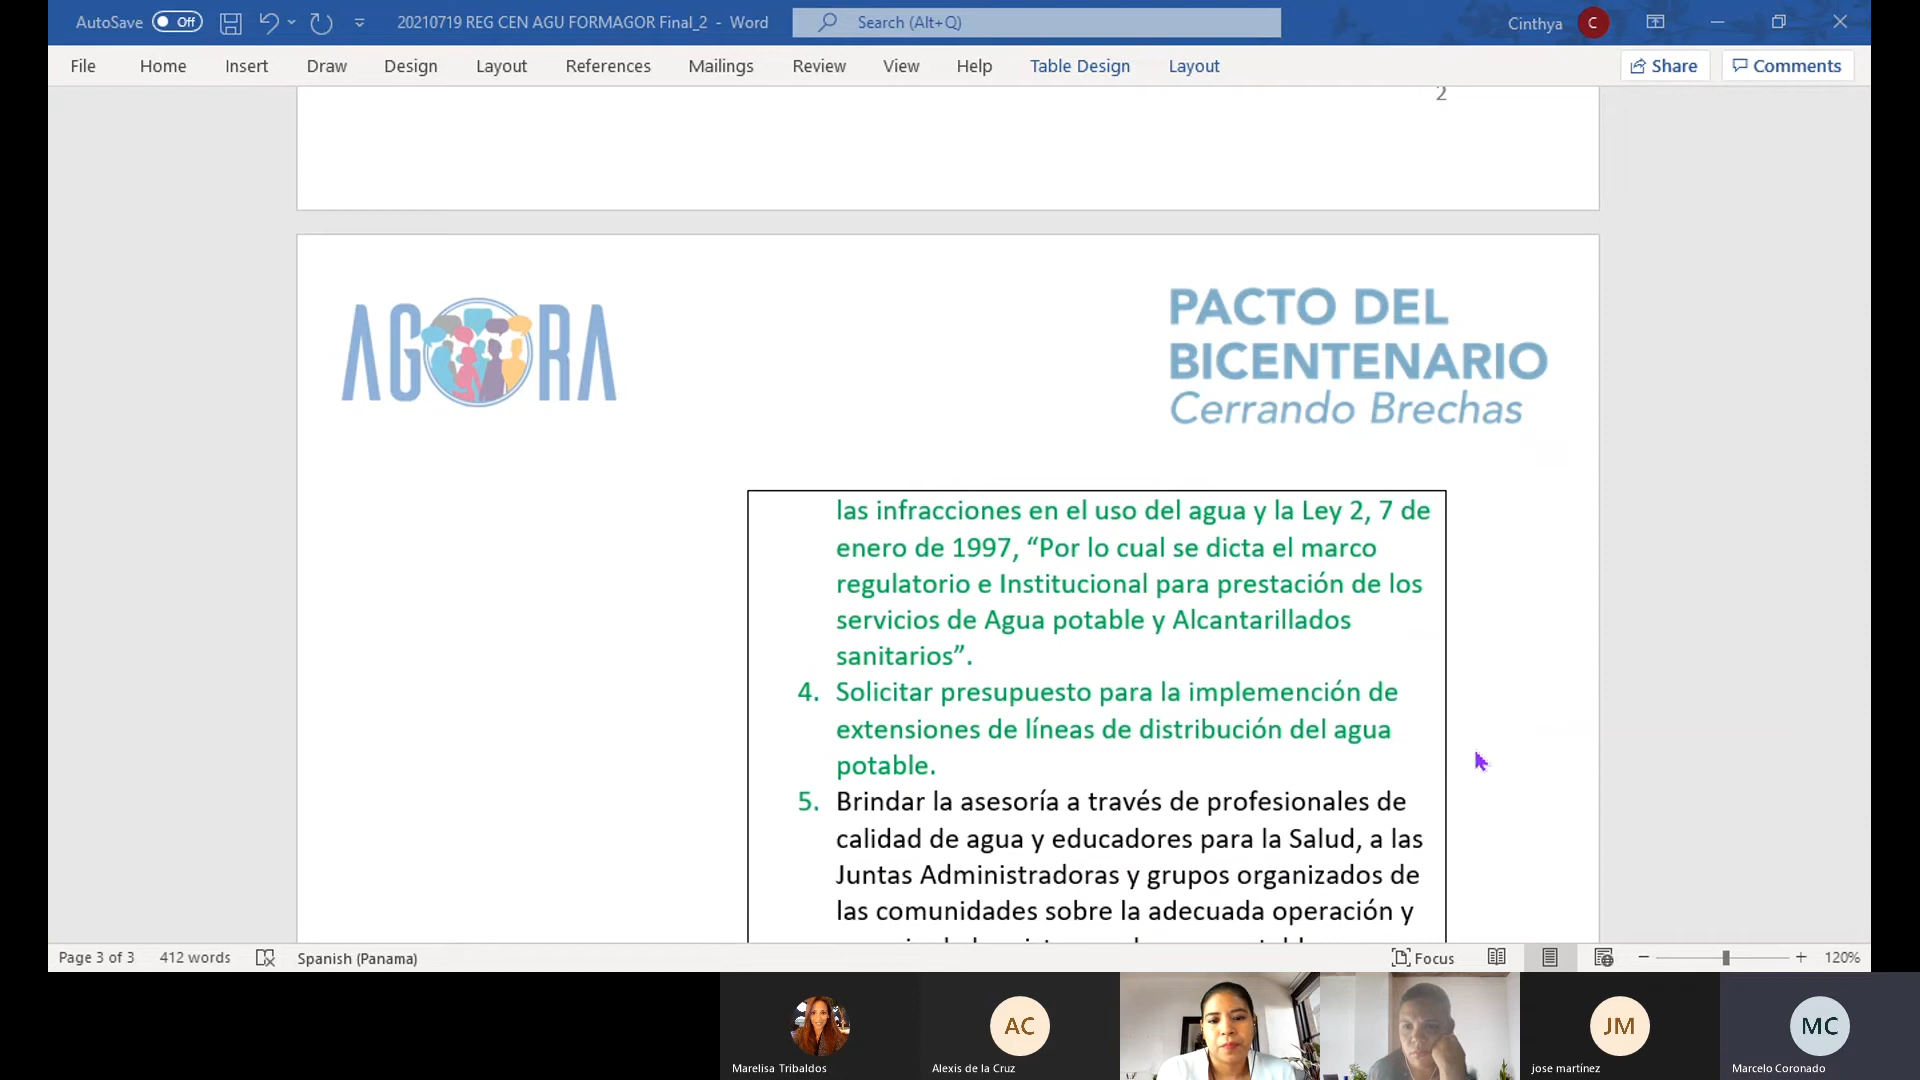 AutoSave Off 20210719 REG CEN AGU FORMAGOR Final_2 - Word Search (Alt+Q) Cinthya C
File Home Insert Draw Design Layout References Mailings Review View Help Table Design Layout Share Comments
2
AGORA
PACTO DEL
BICENTENARIO
Cerrando Brechas
las infracciones en el uso del agua y la Ley 2, 7 de
enero de 1997, “Por lo cual se dicta el marco
regulatorio e Institucional para prestación de los
servicios de Agua potable y Alcantarillados
sanitarios”.
4. Solicitar presupuesto para la implemención de
extensiones de líneas de distribución del agua
potable.
5. Brindar la asesoría a través de profesionales de
calidad de agua y educadores para la Salud, a las
Juntas Administradoras y grupos organizados de
las comunidades sobre la adecuada operación y
Page 3 of 3 412 words Spanish (Panama) Focus 120%
AC JM MC
Marelisa Tribaldos Alexis de la Cruz jose martínez Marcelo Coronado